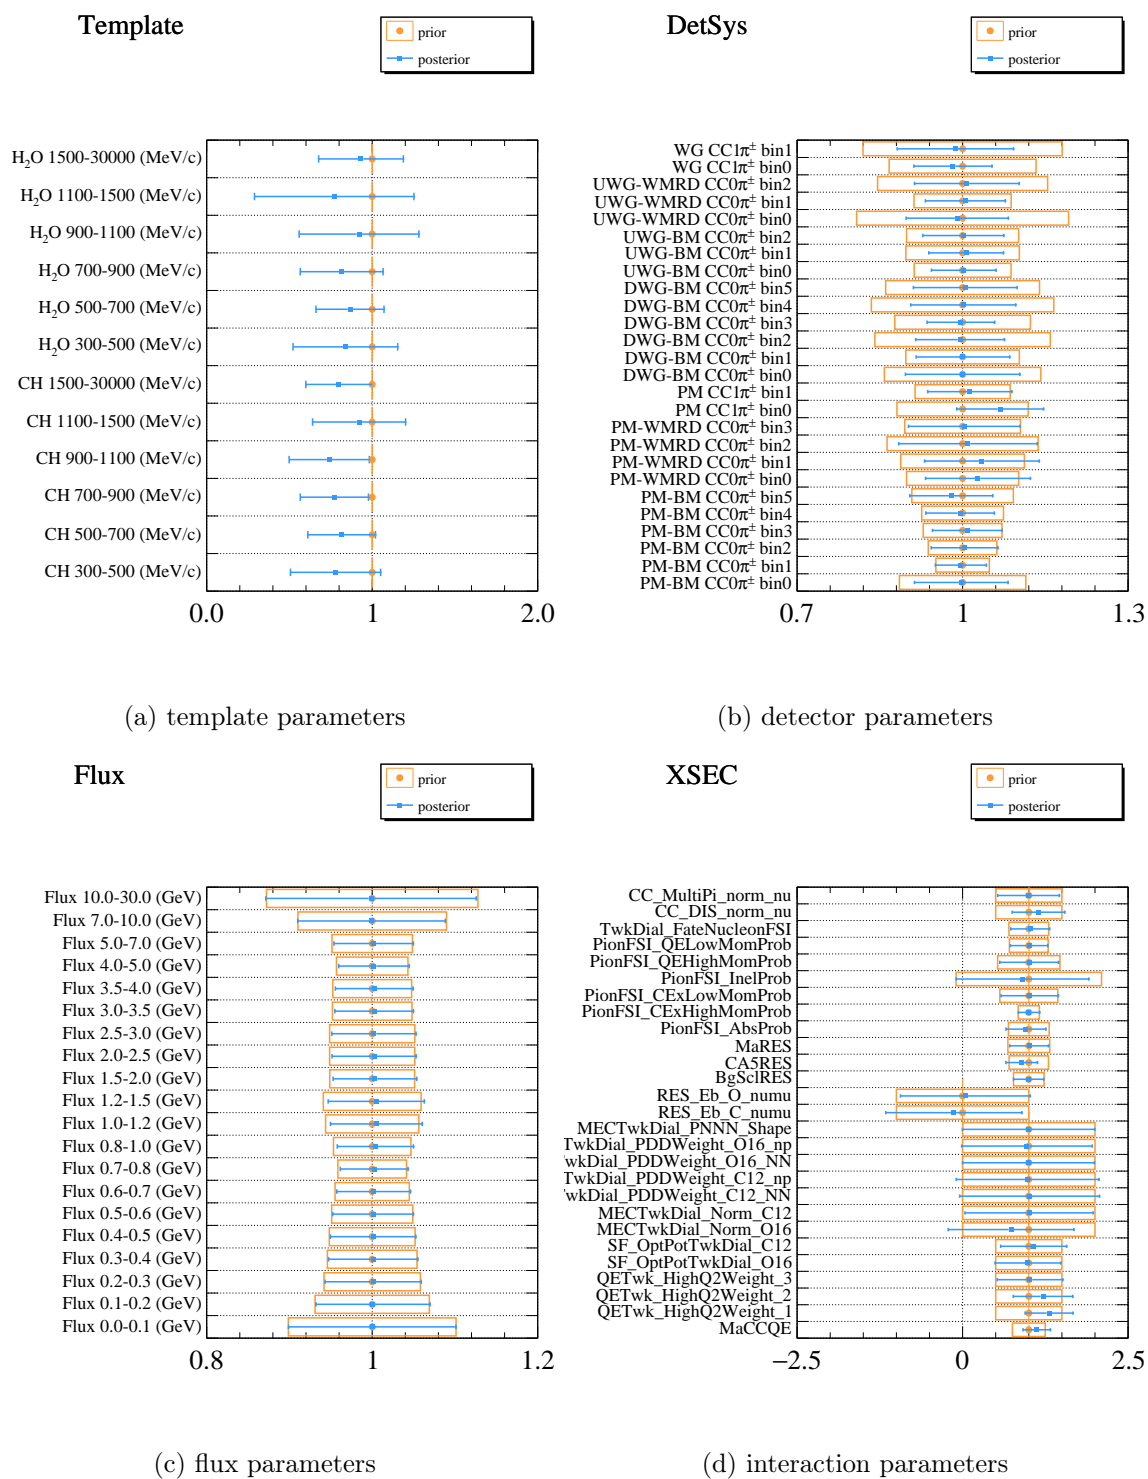 Template
prior
posterior
H2O 1500-30000 (MeV/c)
H2O 1100-1500 (MeV/c)
H2O 900-1100 (MeV/c)
H2O 700-900 (MeV/c)
H2O 500-700 (MeV/c)
H2O 300-500 (MeV/c)
CH 1500-30000 (MeV/c)
CH 1100-1500 (MeV/c)
CH 900-1100 (MeV/c)
CH 700-900 (MeV/c)
CH 500-700 (MeV/c)
CH 300-500 (MeV/c)
0.0 1 2.0
(a) template parameters
DetSys
prior
posterior
WG CC1π± bin1
WG CC1π± bin0
UWG-WMRD CC0π± bin2
UWG-WMRD CC0π± bin1
UWG-WMRD CC0π± bin0
UWG-BM CC0π± bin2
UWG-BM CC0π± bin1
UWG-BM CC0π± bin0
DWG-BM CC0π± bin5
DWG-BM CC0π± bin4
DWG-BM CC0π± bin3
DWG-BM CC0π± bin2
DWG-BM CC0π± bin1
DWG-BM CC0π± bin0
PM CC1π± bin1
PM CC1π± bin0
PM-WMRD CC0π± bin3
PM-WMRD CC0π± bin2
PM-WMRD CC0π± bin1
PM-WMRD CC0π± bin0
PM-BM CC0π± bin5
PM-BM CC0π± bin4
PM-BM CC0π± bin3
PM-BM CC0π± bin2
PM-BM CC0π± bin1
PM-BM CC0π± bin0
0.7 1 1.3
(b) detector parameters
Flux
prior
posterior
Flux 10.0-30.0 (GeV)
Flux 7.0-10.0 (GeV)
Flux 5.0-7.0 (GeV)
Flux 4.0-5.0 (GeV)
Flux 3.5-4.0 (GeV)
Flux 3.0-3.5 (GeV)
Flux 2.5-3.0 (GeV)
Flux 2.0-2.5 (GeV)
Flux 1.5-2.0 (GeV)
Flux 1.2-1.5 (GeV)
Flux 1.0-1.2 (GeV)
Flux 0.8-1.0 (GeV)
Flux 0.7-0.8 (GeV)
Flux 0.6-0.7 (GeV)
Flux 0.5-0.6 (GeV)
Flux 0.4-0.5 (GeV)
Flux 0.3-0.4 (GeV)
Flux 0.2-0.3 (GeV)
Flux 0.1-0.2 (GeV)
Flux 0.0-0.1 (GeV)
0.8 1 1.2
(c) flux parameters
XSEC
prior
posterior
CC_MultiPi_norm_nu
CC_DIS_norm_nu
TwkDial_FateNucleonFSI
PionFSI_QELowMomProb
PionFSI_QEHighMomProb
PionFSI_InelProb
PionFSI_CExLowMomProb
PionFSI_CExHighMomProb
PionFSI_AbsProb
MaRES
CA5RES
BgSclRES
RES_Eb_O_numu
RES_Eb_C_numu
MECTwkDial_PNNN_Shape
TwkDial_PDDWeight_O16_np
wkDial_PDDWeight_O16_NN
TwkDial_PDDWeight_C12_np
wkDial_PDDWeight_C12_NN
MECTwkDial_Norm_C12
MECTwkDial_Norm_O16
SF_OptPotTwkDial_C12
SF_OptPotTwkDial_O16
QETwk_HighQ2Weight_3
QETwk_HighQ2Weight_2
QETwk_HighQ2Weight_1
MaCCQE
−2.5 0 2.5
(d) interaction parameters